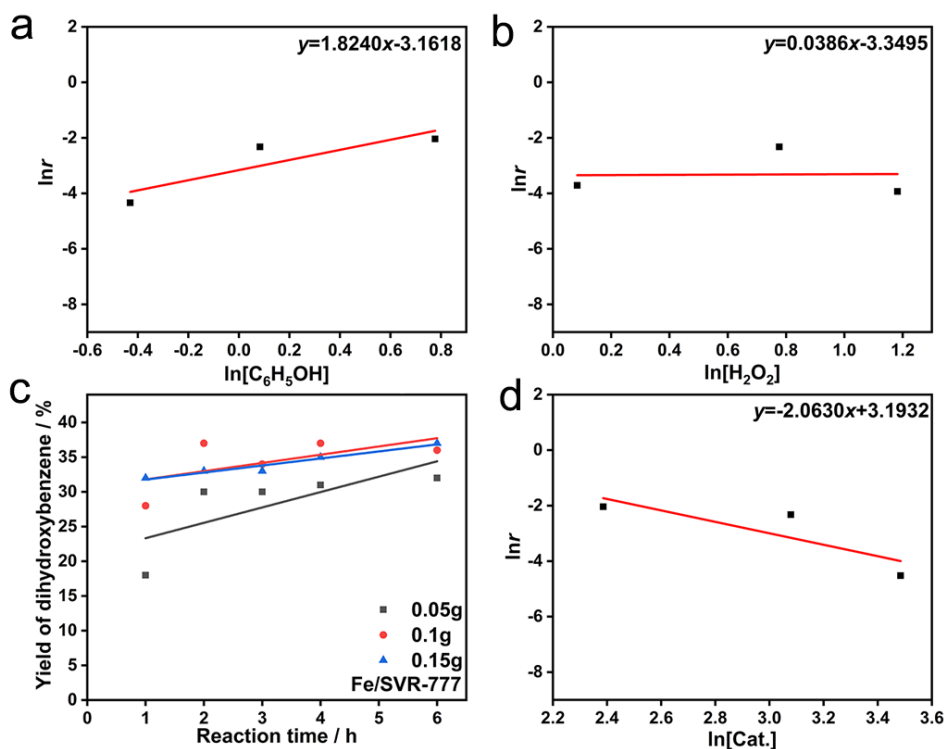 a
y=1.8240x-3.1618
lnr
2
0
-2
-4
-6
-8
-0.6 -0.4 -0.2 0.0 0.2 0.4 0.6 0.8
ln[C₆H₅OH]
b
y=0.0386x-3.3495
lnr
2
0
-2
-4
-6
-8
0.0 0.2 0.4 0.6 0.8 1.0 1.2
ln[H₂O₂]
c
Yield of dihydroxybenzene / %
40
35
30
25
20
15
10
5
0
0.05g
0.1g
0.15g
Fe/SVR-777
0 1 2 3 4 5 6
Reaction time / h
d
y=-2.0630x+3.1932
lnr
2
0
-2
-4
-6
-8
2.2 2.4 2.6 2.8 3.0 3.2 3.4 3.6
ln[Cat.]